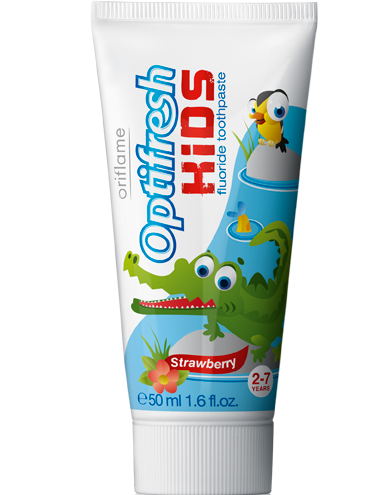 oriflame
Optifresh
KiDS
fluoride toothpaste
Strawberry
2-7
YEARS
℮50 ml 1.6 fl.oz.